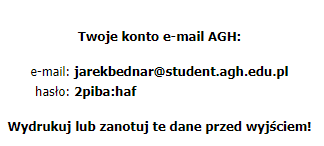 Twoje konto e-mail AGH:
e-mail: jarekbednar@student.agh.edu.pl
hasło: 2piba:haf
Wydrukuj lub zanotuj te dane przed wyjściem!